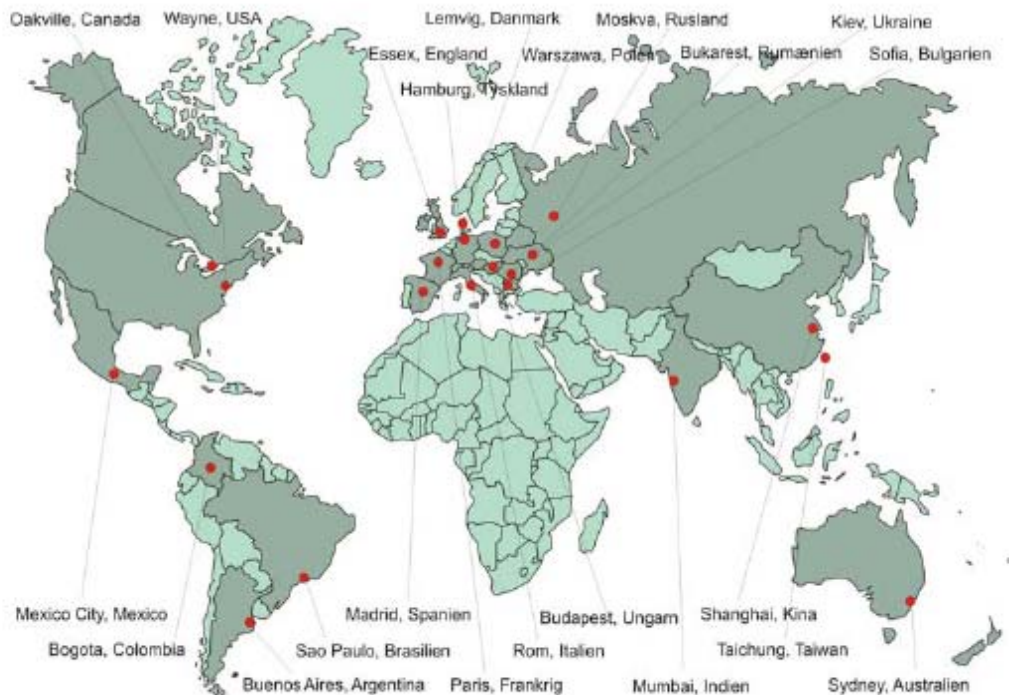 Oakville, Canada
Wayne, USA
Lemvig, Danmark
Moskva, Rusland
Kiev, Ukraine
Essex, England
Warszawa, Polen
Bukarest, Rumænien
Sofia, Bulgarien
Hamburg, Tyskland
Mexico City, Mexico
Madrid, Spanien
Budapest, Ungarn
Shanghai, Kina
Bogota, Colombia
Sao Paulo, Brasilien
Rom, Italien
Taichung, Taiwan
Buenos Aires, Argentina
Paris, Frankrig
Mumbai, Indien
Sydney, Australien